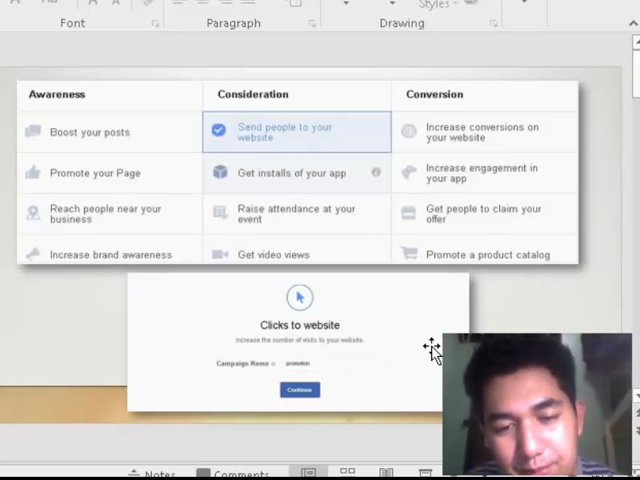 Styles
Font
Paragraph
Drawing
Awareness
Consideration
Conversion
Boost your posts
Send people to your
website
Increase conversions on
your website
Promote your Page
Get installs of your app
Increase engagement in
your app
Reach people near your
business
Raise attendance at your
event
Get people to claim your
offer
Increase brand awareness
Get video views
Promote a product catalog
Clicks to website
Increase the number of visits to your website.
Campaign Name
promotion
Continue
Notes
Comments